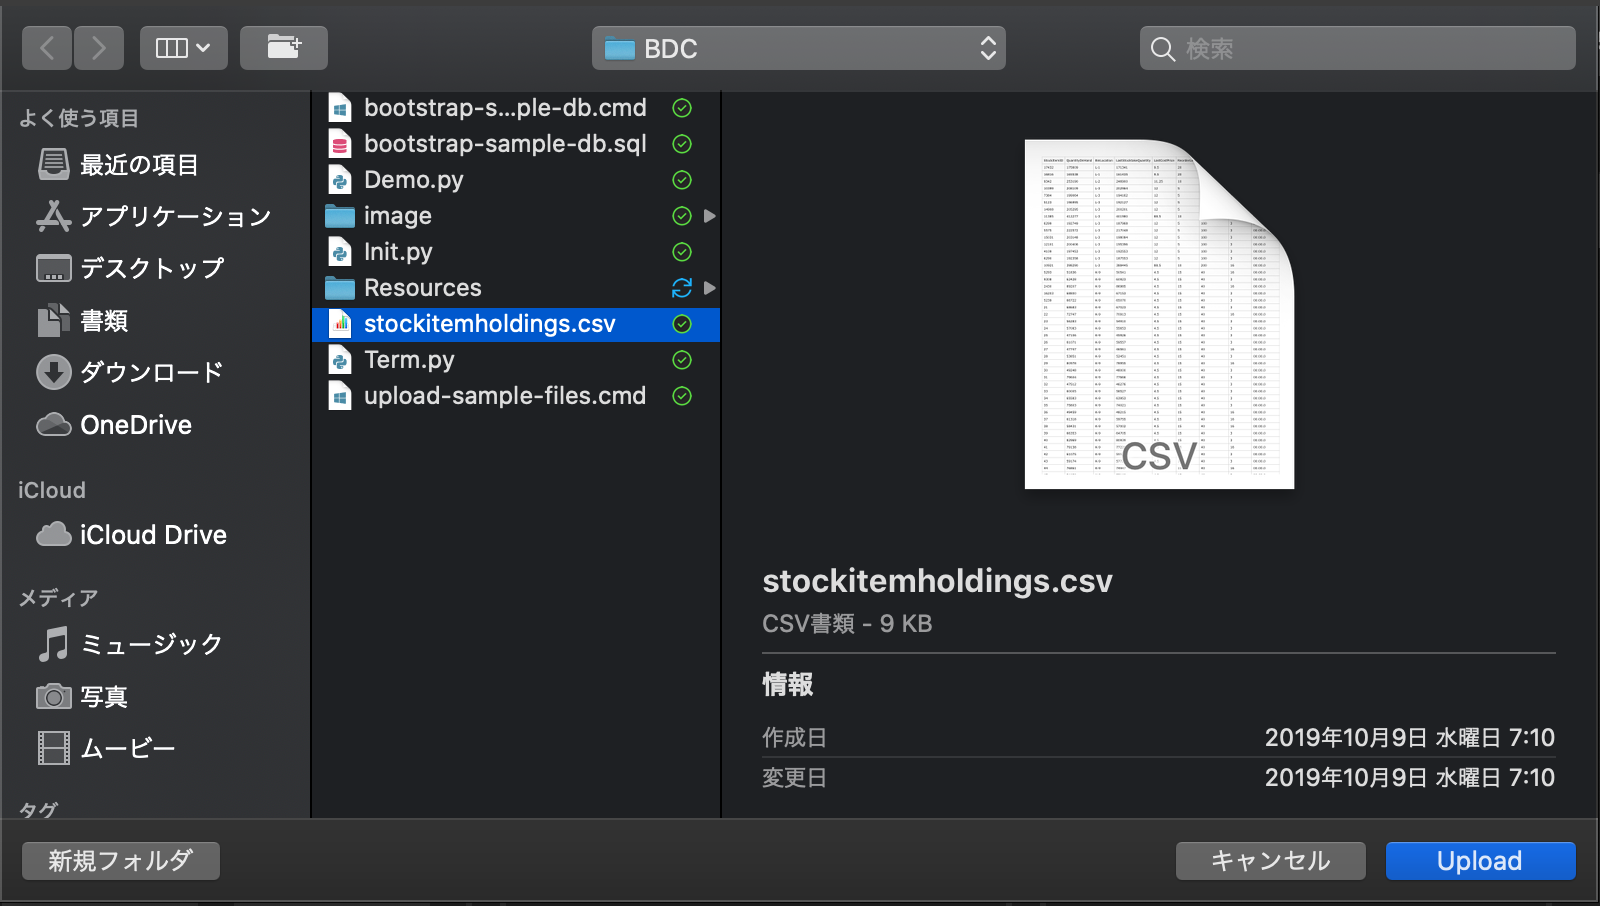 BDC
検索
よく使う項目
最近の項目
アプリケーション
デスクトップ
書類
ダウンロード
OneDrive
iCloud
iCloud Drive
メディア
ミュージック
写真
ムービー
タグ
bootstrap-s...ple-db.cmd
bootstrap-sample-db.sql
Demo.py
image
Init.py
Resources
stockitemholdings.csv
Term.py
upload-sample-files.cmd
CSV
stockitemholdings.csv
CSV書類 - 9 KB
情報
作成日 2019年10月9日 水曜日 7:10
変更日 2019年10月9日 水曜日 7:10
新規フォルダ
キャンセル
Upload